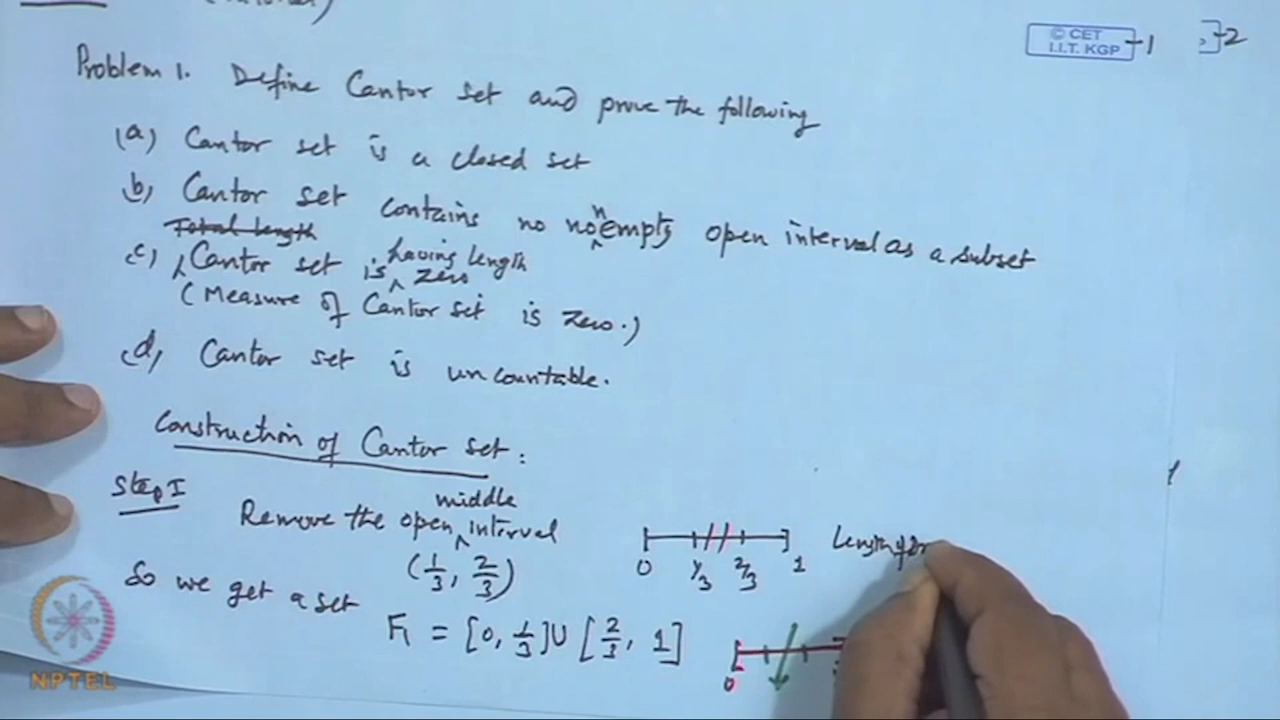 © CET
I.I.T. KGP -1 -2
Problem 1. Define Cantor set and prove the following
(a) Cantor set is a closed set
(b) Cantor set contains no nonempty open interval as a subset
Total length
(c) Cantor set is having length zero
(Measure of Cantor set is zero.)
(d) Cantor set is uncountable.
Construction of Cantor set:
Step I
Remove the open middle interval
(1/3, 2/3)
0 1/3 2/3 1
So we get a set
F1 = [0, 1/3] U [2/3, 1]
0
NPTEL